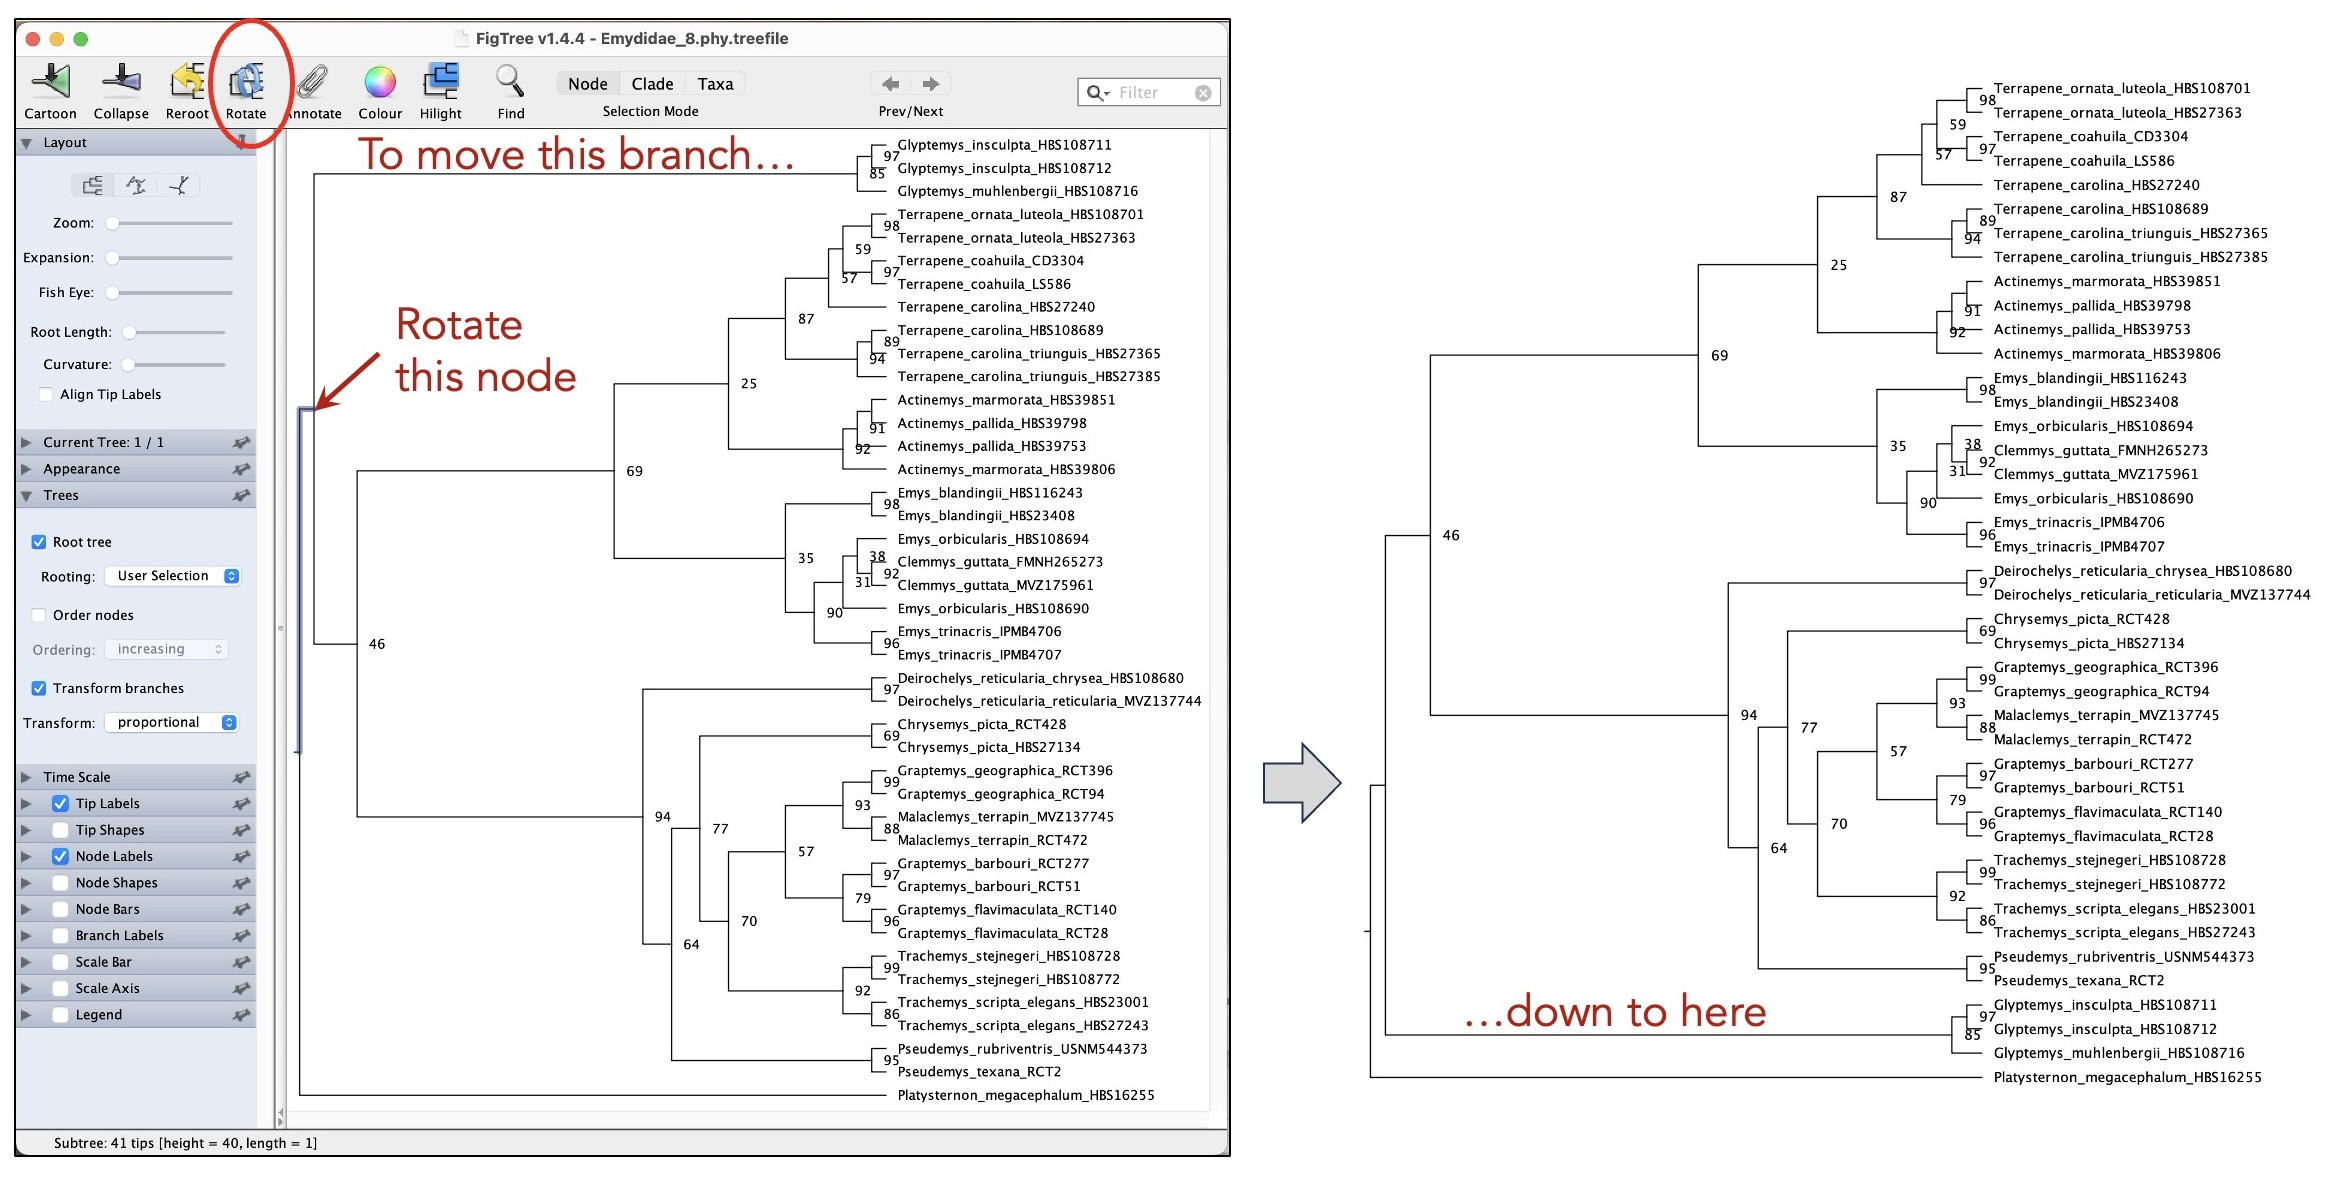 FigTree v1.4.4 - Emydidae_8.phy.treefile
Cartoon Collapse Reroot Rotate Annotate Colour Hilight Find
Node Clade Taxa
Selection Mode
Prev/Next
Filter
Layout
Zoom:
Expansion:
Fish Eye:
Root Length:
Curvature:
Align Tip Labels
Current Tree: 1 / 1
Appearance
Trees
Root tree
Rooting: User Selection
Order nodes
Ordering: increasing
Transform branches
Transform: proportional
Time Scale
Tip Labels
Tip Shapes
Node Labels
Node Shapes
Node Bars
Branch Labels
Scale Bar
Scale Axis
Legend
Subtree: 41 tips [height = 40, length = 1]
To move this branch...
Rotate
this node
Glyptemys_insculpta_HBS108711
97
Glyptemys_insculpta_HBS108712
85
Glyptemys_muhlenbergii_HBS108716
Terrapene_ornata_luteola_HBS108701
98
Terrapene_ornata_luteola_HBS27363
59
Terrapene_coahuila_CD3304
97
57
Terrapene_coahuila_LS586
Terrapene_carolina_HBS27240
87
Terrapene_carolina_HBS108689
89
Terrapene_carolina_triunguis_HBS27365
94
Terrapene_carolina_triunguis_HBS27385
25
Actinemys_marmorata_HBS39851
Actinemys_pallida_HBS39798
91
Actinemys_pallida_HBS39753
92
Actinemys_marmorata_HBS39806
69
Emys_blandingii_HBS116243
98
Emys_blandingii_HBS23408
Emys_orbicularis_HBS108694
35
38
Clemmys_guttata_FMNH265273
92
31
Clemmys_guttata_MVZ175961
Emys_orbicularis_HBS108690
90
Emys_trinacris_IPMB4706
96
46
Emys_trinacris_IPMB4707
Deirochelys_reticularia_chrysea_HBS108680
97
Deirochelys_reticularia_reticularia_MVZ137744
Chrysemys_picta_RCT428
69
Chrysemys_picta_HBS27134
Graptemys_geographica_RCT396
99
Graptemys_geographica_RCT94
93
94
Malaclemys_terrapin_MVZ137745
88
77
Malaclemys_terrapin_RCT472
57
Graptemys_barbouri_RCT277
97
Graptemys_barbouri_RCT51
79
Graptemys_flavimaculata_RCT140
96
70
Graptemys_flavimaculata_RCT28
64
Trachemys_stejnegeri_HBS108728
99
Trachemys_stejnegeri_HBS108772
92
Trachemys_scripta_elegans_HBS23001
86
Trachemys_scripta_elegans_HBS27243
Pseudemys_rubriventris_USNM544373
95
Pseudemys_texana_RCT2
Platysternon_megacephalum_HBS16255
Terrapene_ornata_luteola_HBS108701
98
Terrapene_ornata_luteola_HBS27363
59
Terrapene_coahuila_CD3304
97
57
Terrapene_coahuila_LS586
Terrapene_carolina_HBS27240
87
Terrapene_carolina_HBS108689
89
Terrapene_carolina_triunguis_HBS27365
94
Terrapene_carolina_triunguis_HBS27385
25
Actinemys_marmorata_HBS39851
Actinemys_pallida_HBS39798
91
Actinemys_pallida_HBS39753
92
Actinemys_marmorata_HBS39806
69
Emys_blandingii_HBS116243
98
Emys_blandingii_HBS23408
Emys_orbicularis_HBS108694
35
38
Clemmys_guttata_FMNH265273
92
31
Clemmys_guttata_MVZ175961
Emys_orbicularis_HBS108690
90
Emys_trinacris_IPMB4706
96
46
Emys_trinacris_IPMB4707
Deirochelys_reticularia_chrysea_HBS108680
97
Deirochelys_reticularia_reticularia_MVZ137744
Chrysemys_picta_RCT428
69
Chrysemys_picta_HBS27134
Graptemys_geographica_RCT396
99
Graptemys_geographica_RCT94
93
94
Malaclemys_terrapin_MVZ137745
88
77
Malaclemys_terrapin_RCT472
57
Graptemys_barbouri_RCT277
97
Graptemys_barbouri_RCT51
79
Graptemys_flavimaculata_RCT140
96
70
Graptemys_flavimaculata_RCT28
64
Trachemys_stejnegeri_HBS108728
99
Trachemys_stejnegeri_HBS108772
92
Trachemys_scripta_elegans_HBS23001
86
Trachemys_scripta_elegans_HBS27243
Pseudemys_rubriventris_USNM544373
95
Pseudemys_texana_RCT2
...down to here
Glyptemys_insculpta_HBS108711
97
Glyptemys_insculpta_HBS108712
85
Glyptemys_muhlenbergii_HBS108716
Platysternon_megacephalum_HBS16255